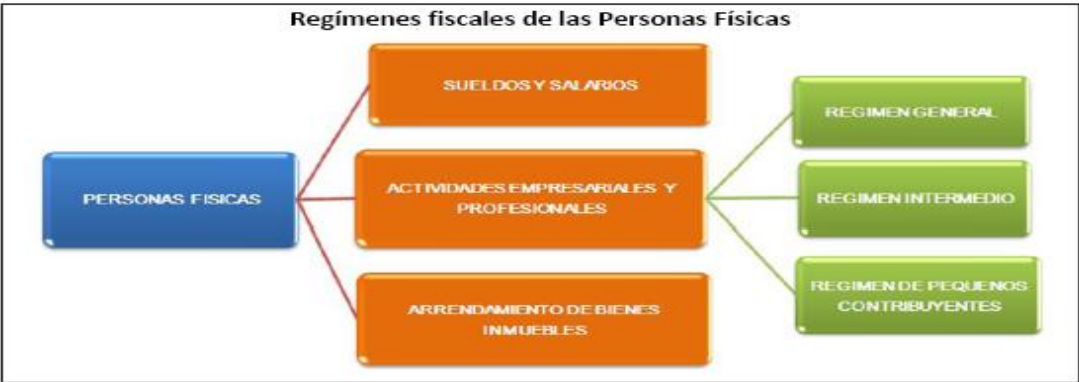 Regímenes fiscales de las Personas Físicas
SUELDOS Y SALARIOS
REGIMEN GENERAL
PERSONAS FISICAS
ACTIVIDADES EMPRESARIALES Y
PROFESIONALES
REGIMEN INTERMEDIO
ARRENDAMIENTO DE BIENES
INMUEBLES
REGIMEN DE PEQUENOS
CONTRIBUYENTES